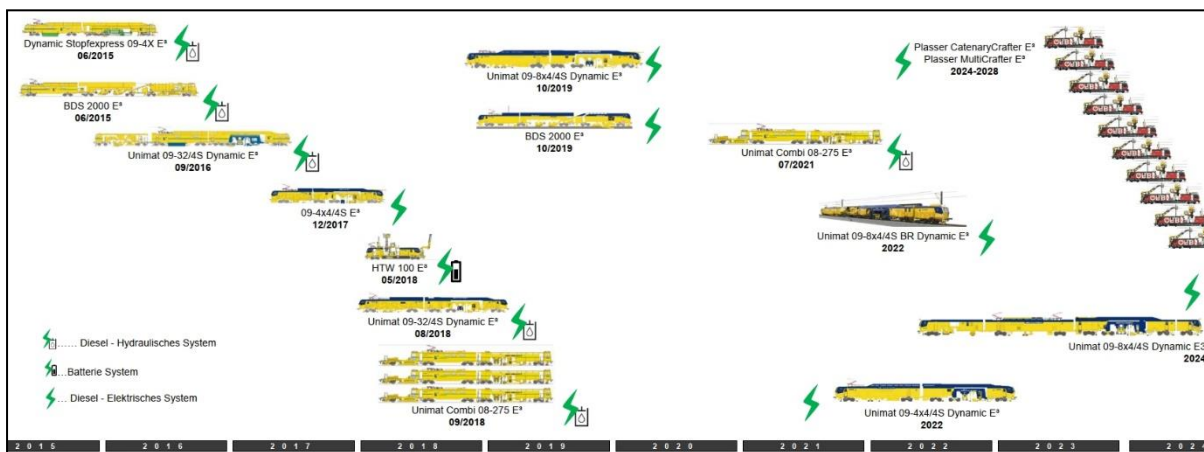 Dynamic Stopfexpress 09-4X E³
06/2015
BDS 2000 E³
06/2015
Unimat 09-32/4S Dynamic E³
09/2016
09-4x4/4S E³
12/2017
HTW 100 E³
05/2018
Unimat 09-32/4S Dynamic E³
08/2018
Unimat Combi 08-275 E³
09/2018
Unimat 09-8x4/4S Dynamic E³
10/2019
BDS 2000 E³
10/2019
Unimat Combi 08-275 E³
07/2021
Unimat 09-8x4/4S BR Dynamic E³
2022
Unimat 09-4x4/4S Dynamic E³
2022
Plasser CatenaryCrafter E³
Plasser MultiCrafter E³
2024-2028
Unimat 09-8x4/4S Dynamic E3
2024
...... Diesel - Hydraulisches System
...Batterie System
... Diesel - Elektrisches System
2015 2016 2017 2018 2019 2020 2021 2022 2023 2024